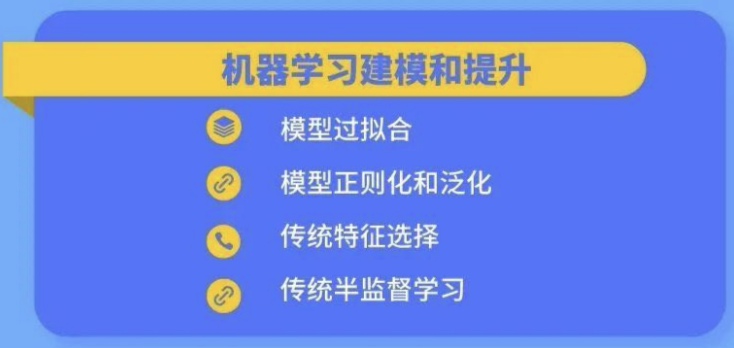 机器学习建模和提升
模型过拟合
模型正则化和泛化
传统特征选择
传统半监督学习